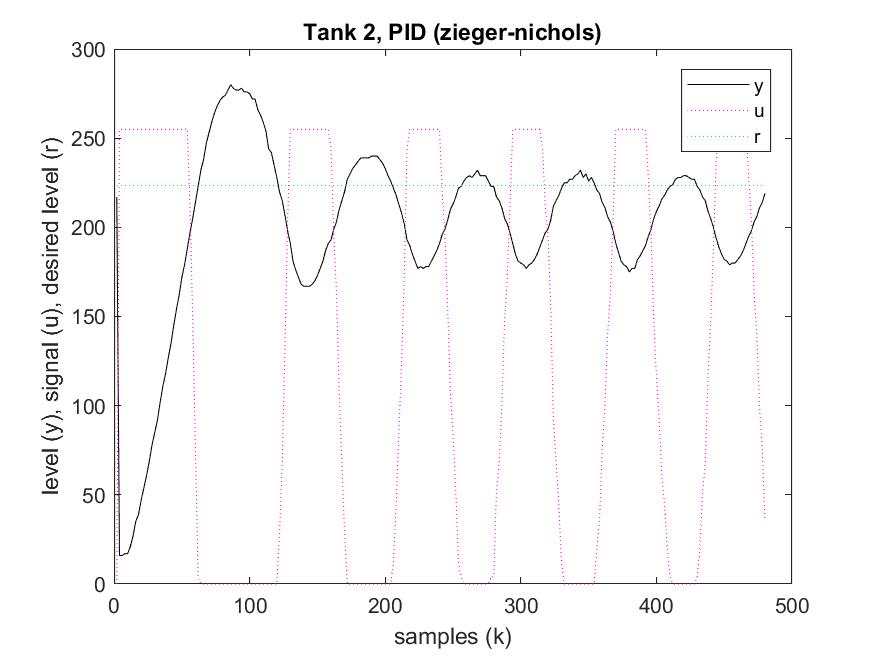 Tank 2, PID (zieger-nichols)
300
250
200
150
100
50
0
level (y), signal (u), desired level (r)
y
u
r
0 100 200 300 400 500
samples (k)